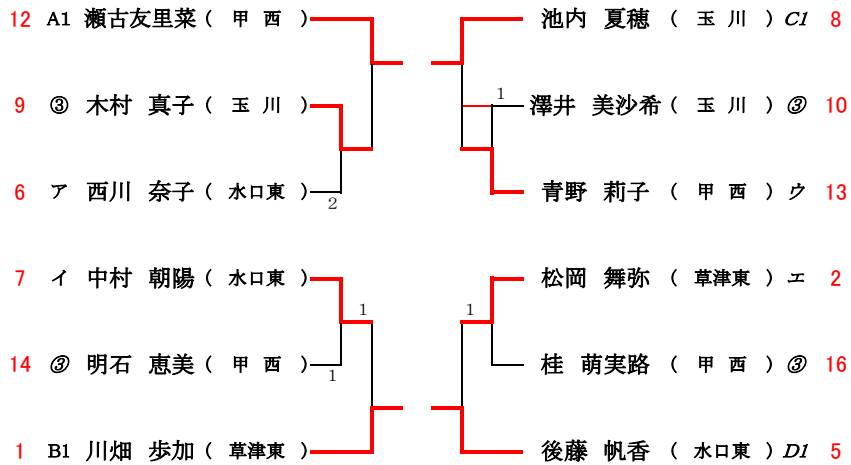 12 A1 瀬古友里菜 ( 甲 西 ) 池内 夏穂 ( 玉 川 ) C1 8
1
9 ③ 木村 真子 ( 玉 川 ) 澤井 美沙希 ( 玉 川 ) ③ 10
6 ア 西川 奈子 ( 水口東 ) 青野 莉子 ( 甲 西 ) ウ 13
2
7 イ 中村 朝陽 ( 水口東 ) 松岡 舞弥 ( 草津東 ) エ 2
1 1
14 ③ 明石 恵美 ( 甲 西 ) 桂 萌実路 ( 甲 西 ) ③ 16
1
1 B1 川畑 歩加 ( 草津東 ) 後藤 帆香 ( 水口東 ) D1 5